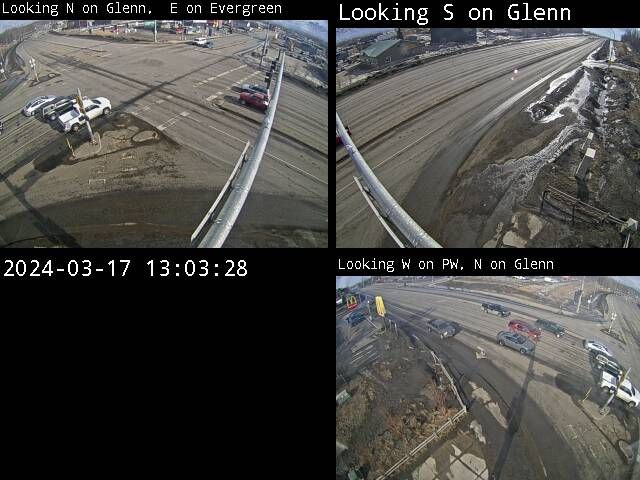 Looking N on Glenn,  E on Evergreen
Looking S on Glenn
2024-03-17 13:03:28
Looking W on PW, N on Glenn